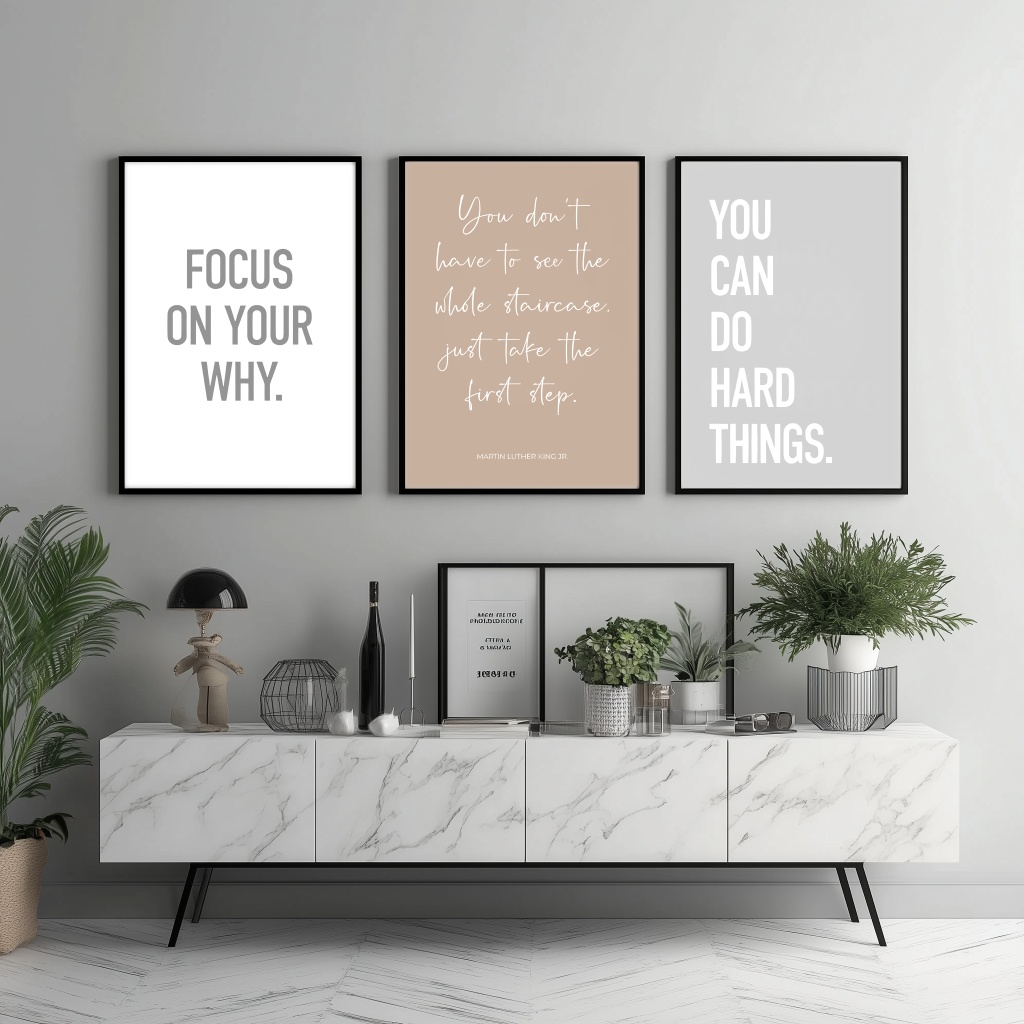 FOCUS
ON YOUR
WHY.
You don't
have to see the
whole staircase.
just take the
first step.
MARTIN LUTHER KING JR.
YOU
CAN
DO
HARD
THINGS.